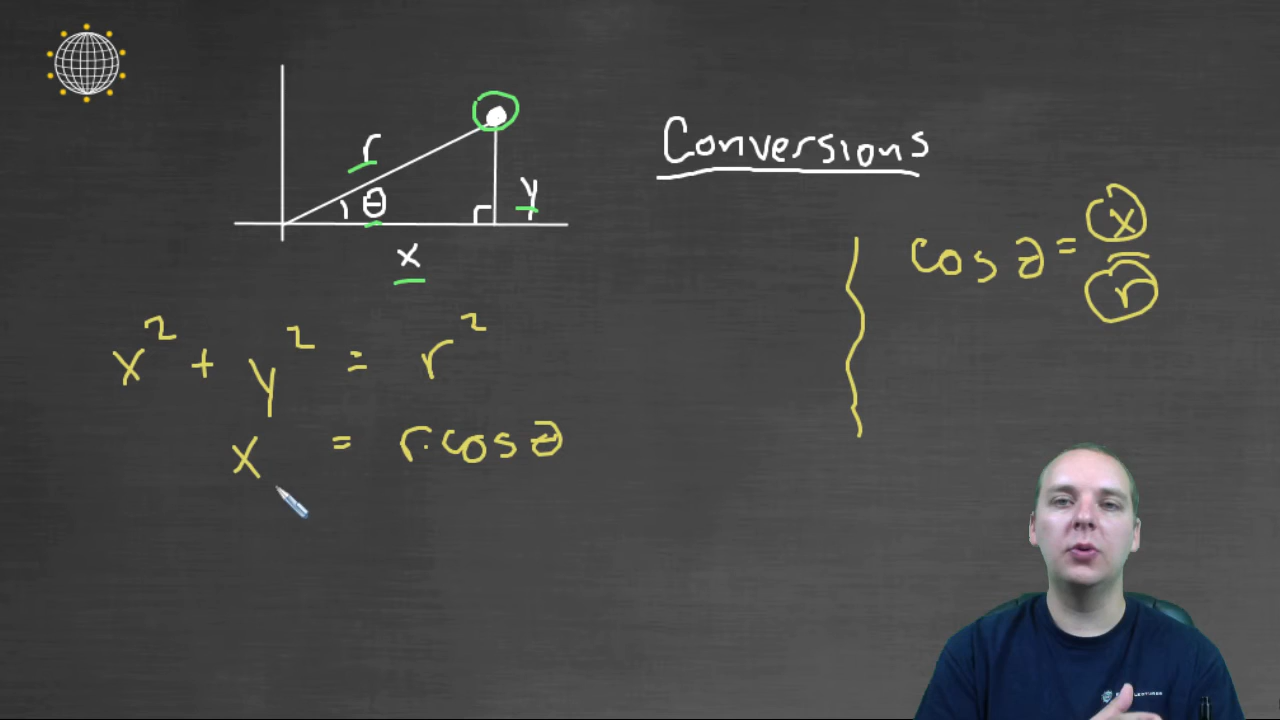 r
θ
y
x
Conversions
cos θ = x/r
x² + y² = r²
x = r·cos θ